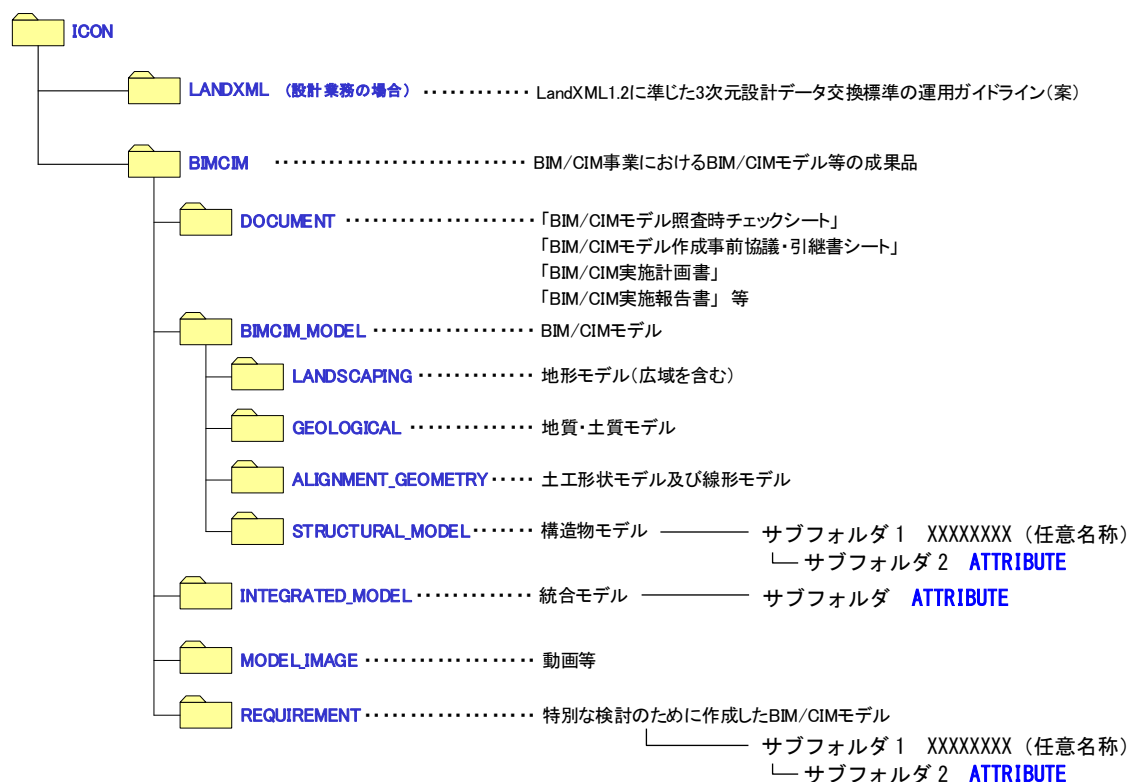 ICON
LANDXML (設計業務の場合) ············ LandXML1.2に準じた3次元設計データ交換標準の運用ガイドライン(案)
BIMCIM ···························· BIM/CIM事業におけるBIM/CIMモデル等の成果品
DOCUMENT ····················· 「BIM/CIMモデル照査時チェックシート」
「BIM/CIMモデル作成事前協議・引継書シート」
「BIM/CIM実施計画書」
「BIM/CIM実施報告書」 等
BIMCIM_MODEL ·················· BIM/CIMモデル
LANDSCAPING ············· 地形モデル(広域を含む)
GEOLOGICAL ·············· 地質・土質モデル
ALIGNMENT_GEOMETRY ····· 土工形状モデル及び線形モデル
STRUCTURAL_MODEL ······· 構造物モデル サブフォルダ1 XXXXXXXX (任意名称)
サブフォルダ2 ATTRIBUTE
INTEGRATED_MODEL ············· 統合モデル サブフォルダ ATTRIBUTE
MODEL_IMAGE ··················· 動画等
REQUIREMENT ··················· 特別な検討のために作成したBIM/CIMモデル
サブフォルダ1 XXXXXXXX (任意名称)
サブフォルダ2 ATTRIBUTE